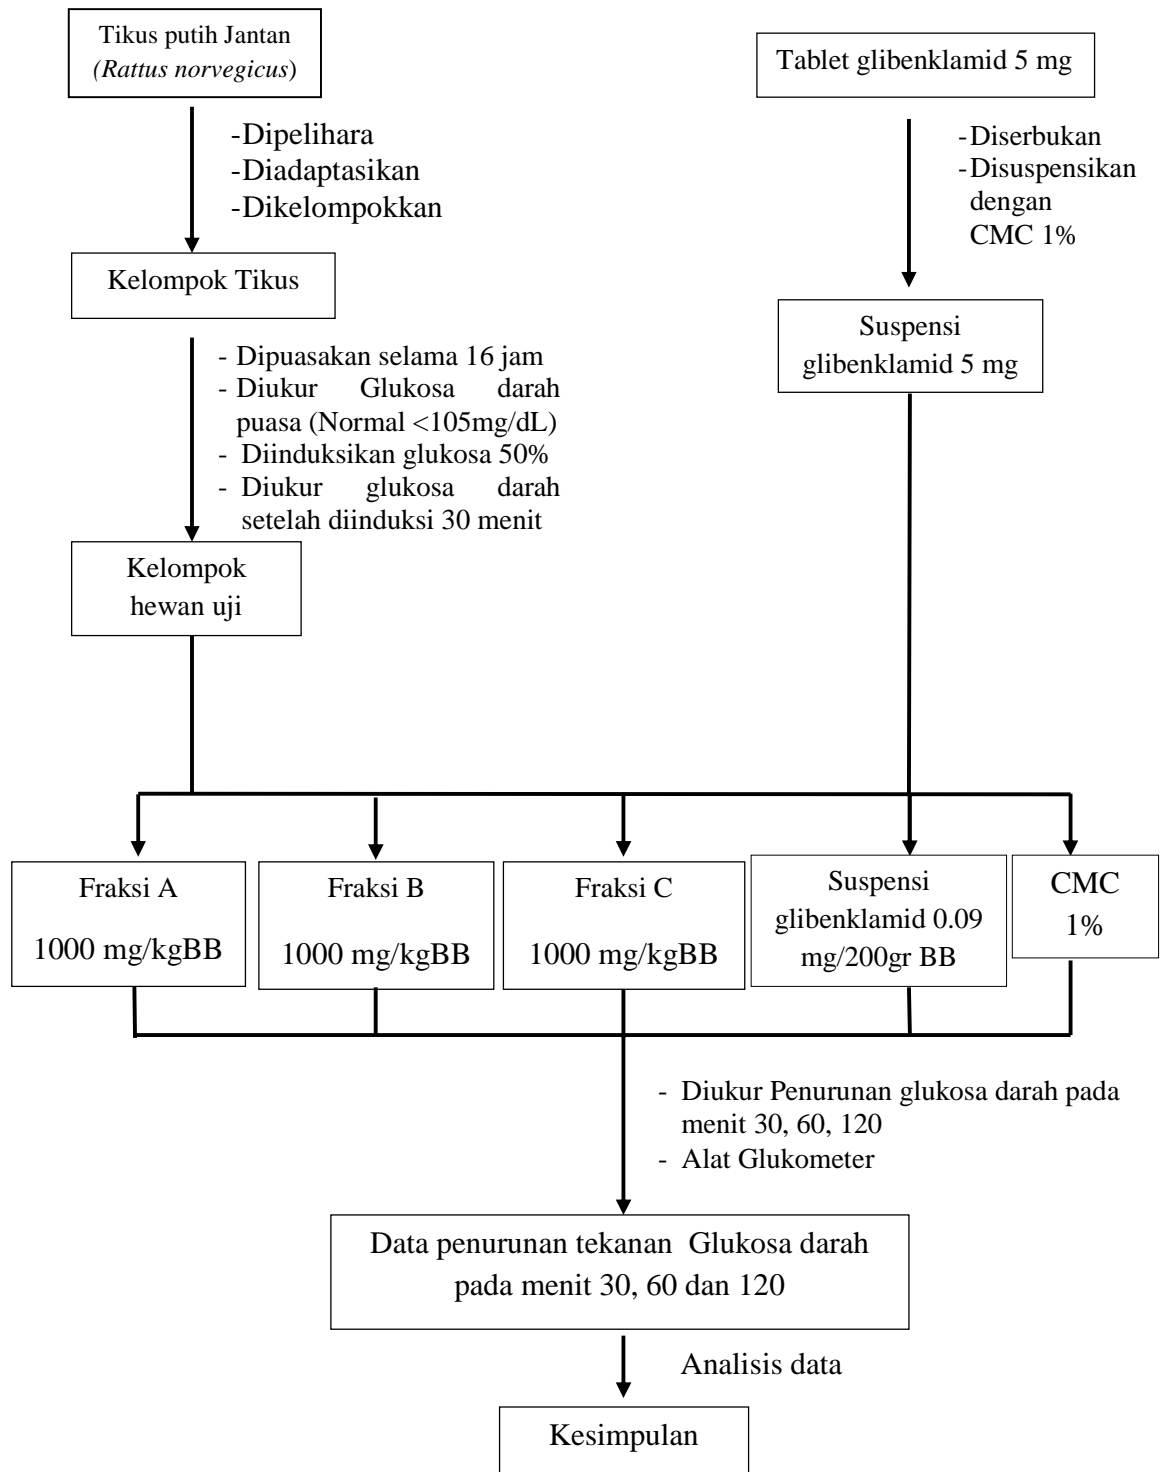 Tikus putih Jantan
(Rattus norvegicus)
Tablet glibenklamid 5 mg
-Dipelihara
-Diadaptasikan
-Dikelompokkan
-Diserbukan
-Disuspensikan
dengan
CMC 1%
Kelompok Tikus
Suspensi
glibenklamid 5 mg
- Dipuasakan selama 16 jam
- Diukur Glukosa darah
puasa (Normal <105mg/dL)
- Diinduksikan glukosa 50%
- Diukur glukosa darah
setelah diinduksi 30 menit
Kelompok
hewan uji
Fraksi A
1000 mg/kgBB
Fraksi B
1000 mg/kgBB
Fraksi C
1000 mg/kgBB
Suspensi
glibenklamid 0.09
mg/200gr BB
CMC
1%
- Diukur Penurunan glukosa darah pada
menit 30, 60, 120
- Alat Glukometer
Data penurunan tekanan Glukosa darah
pada menit 30, 60 dan 120
Analisis data
Kesimpulan